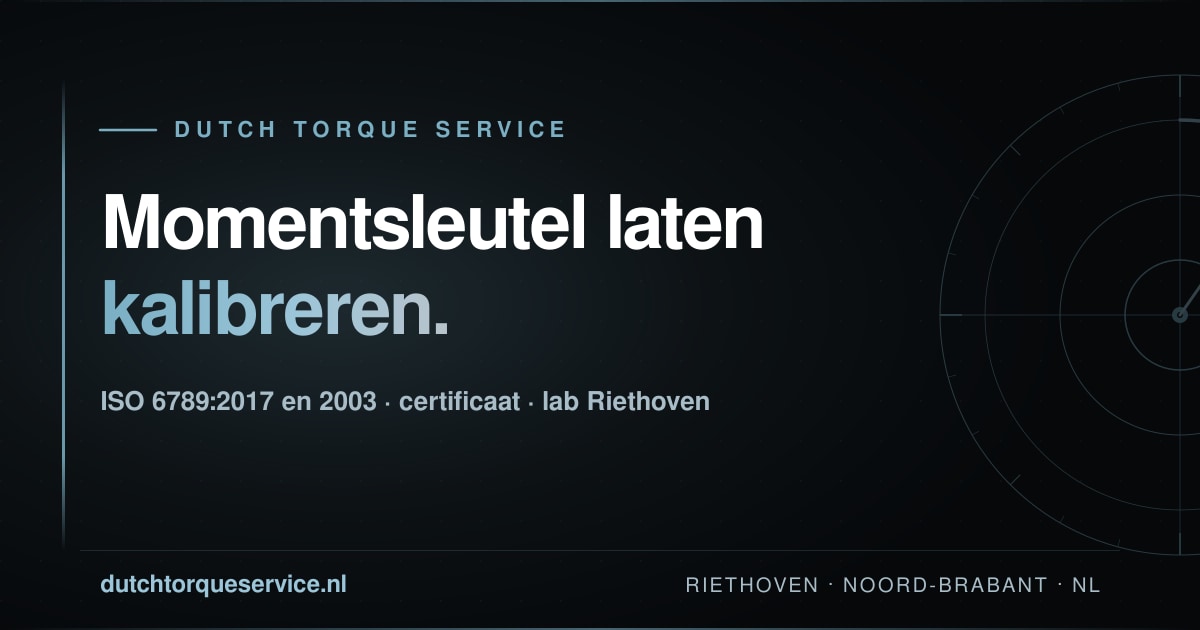 DUTCH TORQUE SERVICE
Momentsleutel laten
kalibreren.
ISO 6789:2017 en 2003 · certificaat · lab Riethoven
dutchtorqueservice.nl
RIETHOVEN · NOORD-BRABANT · NL